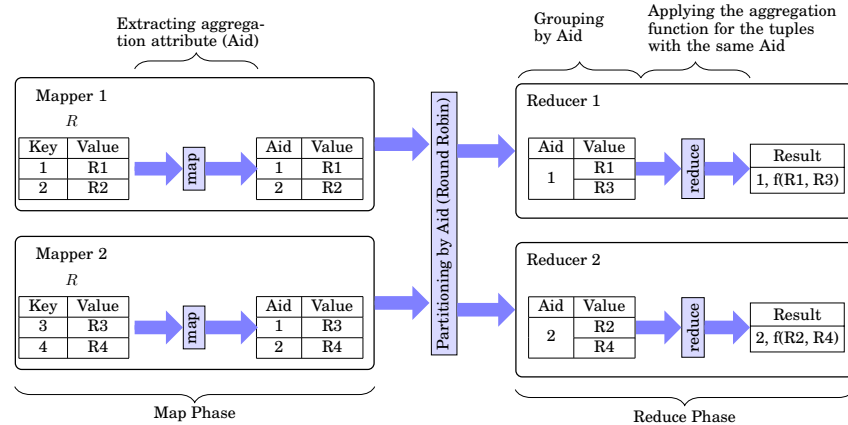 Extracting aggrega-
tion attribute (Aid)
Grouping
by Aid
Applying the aggregation
function for the tuples
with the same Aid
Mapper 1
R
Key Value
1 R1
2 R2
map
Aid Value
1 R1
2 R2
Mapper 2
R
Key Value
3 R3
4 R4
map
Aid Value
1 R3
2 R4
Map Phase
Partitioning by Aid (Round Robin)
Reducer 1
Aid Value
1
R1
R3
reduce
Result
1, f(R1, R3)
Reducer 2
Aid Value
2
R2
R4
reduce
Result
2, f(R2, R4)
Reduce Phase